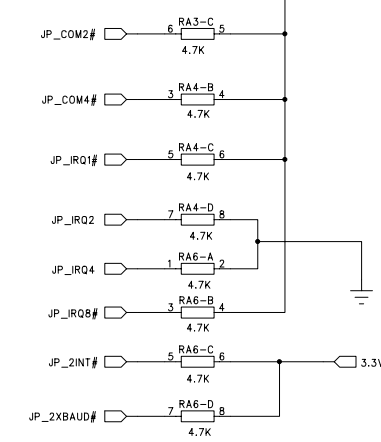 RA3-C
JP_COM2# 6 5
4.7K
RA4-B
JP_COM4# 3 4
4.7K
RA4-C
JP_IRQ1# 5 6
4.7K
RA4-D
JP_IRQ2 7 8
4.7K
RA6-A
JP_IRQ4 1 2
4.7K
RA6-B
JP_IRQ8# 3 4
4.7K
RA6-C
JP_2INT# 5 6 3.3V
4.7K
RA6-D
JP_2XBAUD# 7 8
4.7K